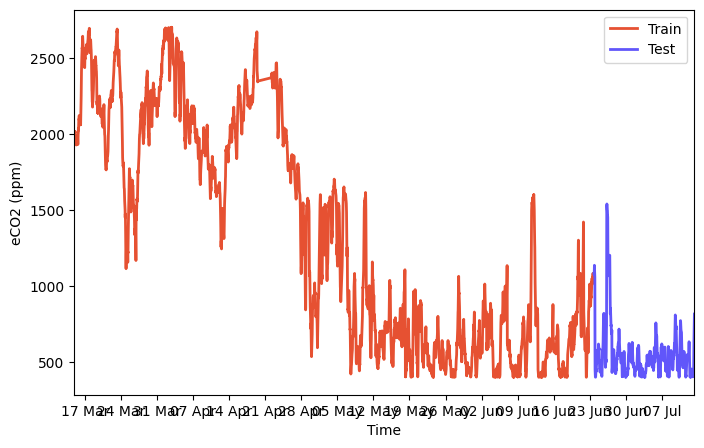 Train
Test
eCO2 (ppm)
2500
2000
1500
1000
500
17 Mar 24 Mar 31 Mar 07 Apr 14 Apr 21 Apr 28 Apr 05 May 12 May 19 May 26 May 02 Jun 09 Jun 16 Jun 23 Jun 30 Jun 07 Jul
Time